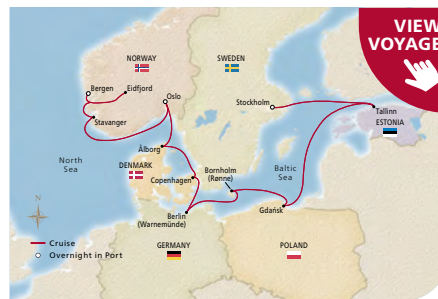 VIEW
VOYAGE
NORWAY
SWEDEN
Bergen
Eidfjord
Oslo
Stavanger
Stockholm
Tallinn
ESTONIA
North
Sea
Ålborg
DENMARK
Copenhagen
Bornholm
(Rønne)
Baltic
Sea
Berlin
(Warnemünde)
Gdańsk
GERMANY
POLAND
N
Cruise
Overnight in Port